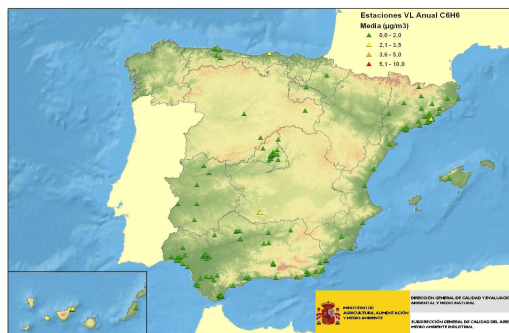 Estaciones VL Anual C6H6
Media (µg/m3)
0,0 - 2,0
2,1 - 3,5
3,6 - 5,0
5,1 - 10,0
MINISTERIO DE
AGRICULTURA, ALIMENTACIÓN
Y MEDIO AMBIENTE
DIRECCIÓN GENERAL DE CALIDAD Y EVALUACIÓ
AMBIENTAL Y MEDIO NATURAL
SUBDIRECCIÓN GENERAL DE CALIDAD DEL AIRE
MEDIO AMBIENTE INDUSTRIAL